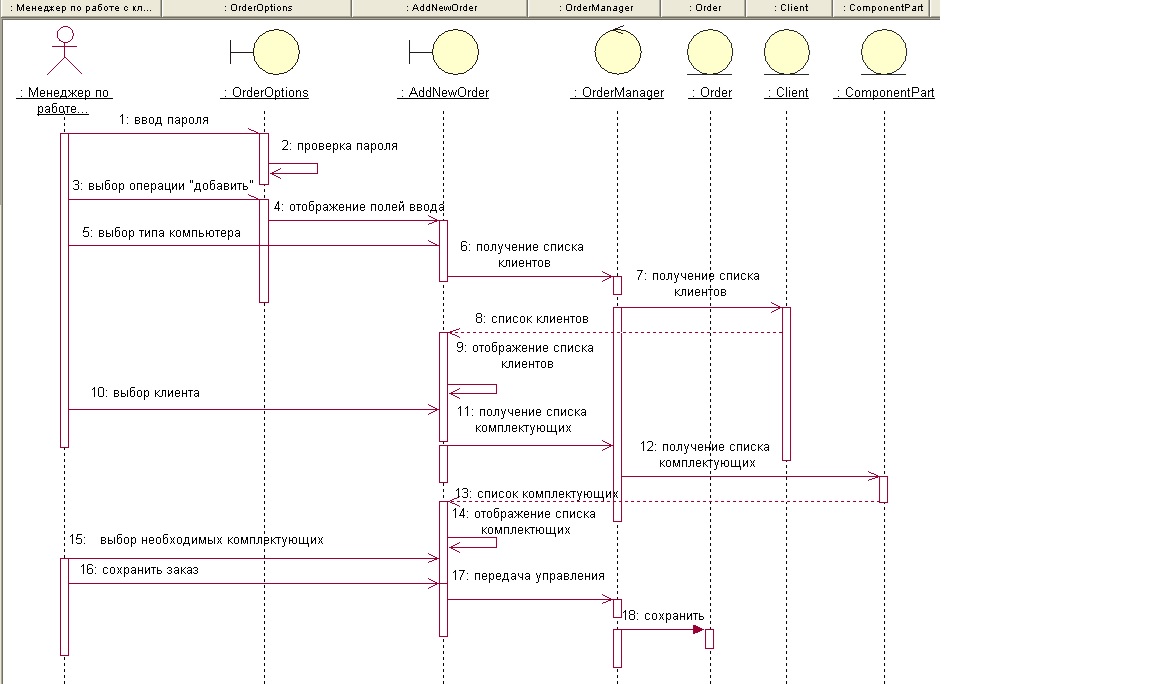 : Менеджер по работе с кл...
: OrderOptions
: AddNewOrder
: OrderManager
: Order
: Client
: ComponentPart
: Менеджер по
работе...
: OrderOptions
: AddNewOrder
: OrderManager
: Order
: Client
: ComponentPart
1: ввод пароля
2: проверка пароля
3: выбор операции "добавить"
4: отображение полей ввода
5: выбор типа компьютера
6: получение списка
клиентов
7: получение списка
клиентов
8: список клиентов
9: отображение списка
клиентов
10: выбор клиента
11: получение списка
комплектующих
12: получение списка
комплектующих
13: список комплектующих
14: отображение списка
комплектющих
15: выбор необходимых комплектующих
16: сохранить заказ
17: передача управления
18: сохранить